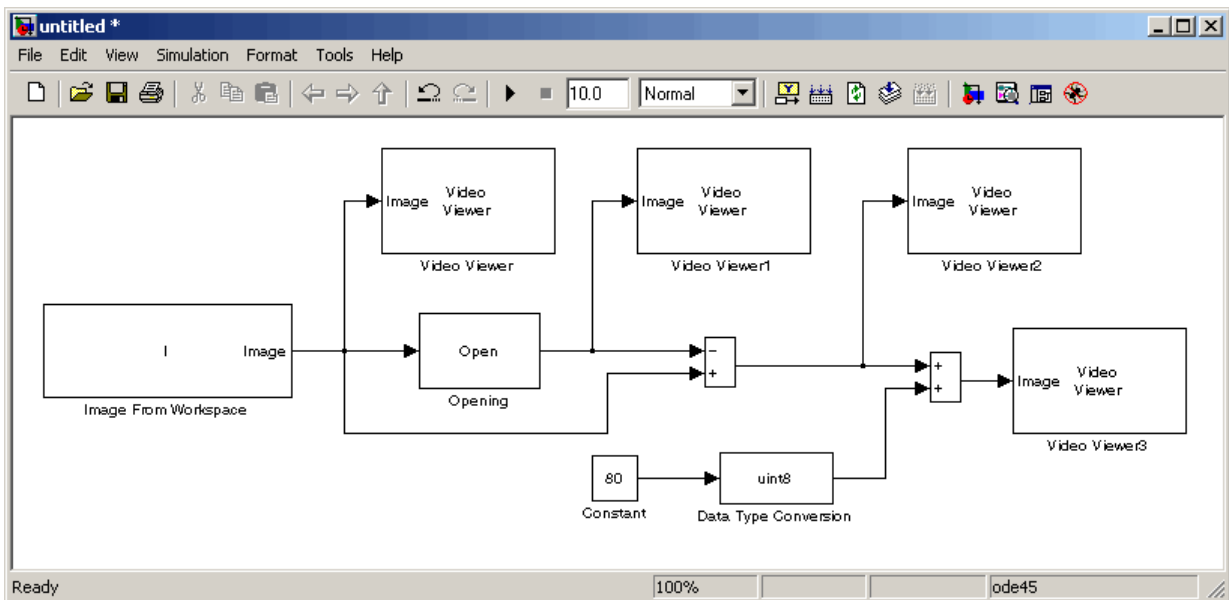 untitled *
File Edit View Simulation Format Tools Help
10.0 Normal
Video
Viewer
Image
Video Viewer
Video
Viewer
Image
Video Viewer1
Video
Viewer
Image
Video Viewer2
I
Image
Image From Workspace
Open
Opening
−
+
+
+
Video
Viewer
Image
Video Viewer3
80
Constant
uint8
Data Type Conversion
Ready 100% ode45